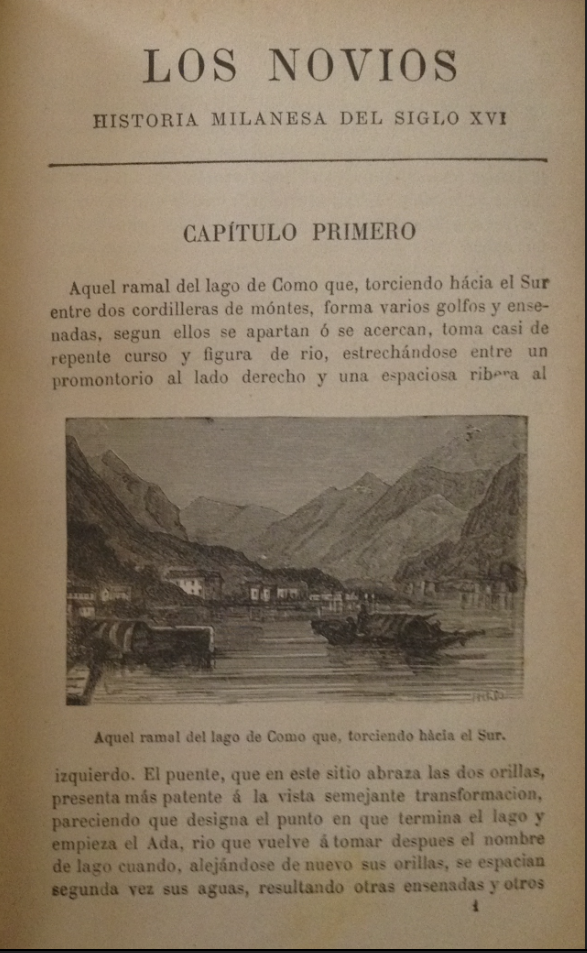 LOS NOVIOS
HISTORIA MILANESA DEL SIGLO XVI
CAPÍTULO PRIMERO
Aquel ramal del lago de Como que, torciendo hácia el Sur
entre dos cordilleras de móntes, forma varios golfos y ense-
nadas, segun ellos se apartan ó se acercan, toma casi de
repente curso y figura de rio, estrechándose entre un
promontorio al lado derecho y una espaciosa ribera al
Aquel ramal del lago de Como que, torciendo hácia el Sur.
izquierdo. El puente, que en este sitio abraza las dos orillas,
presenta más patente á la vista semejante transformacion,
pareciendo que designa el punto en que termina el lago y
empieza el Ada, rio que vuelve á tomar despues el nombre
de lago cuando, alejándose de nuevo sus orillas, se espacian
segunda vez sus aguas, resultando otras ensenadas y otros
1